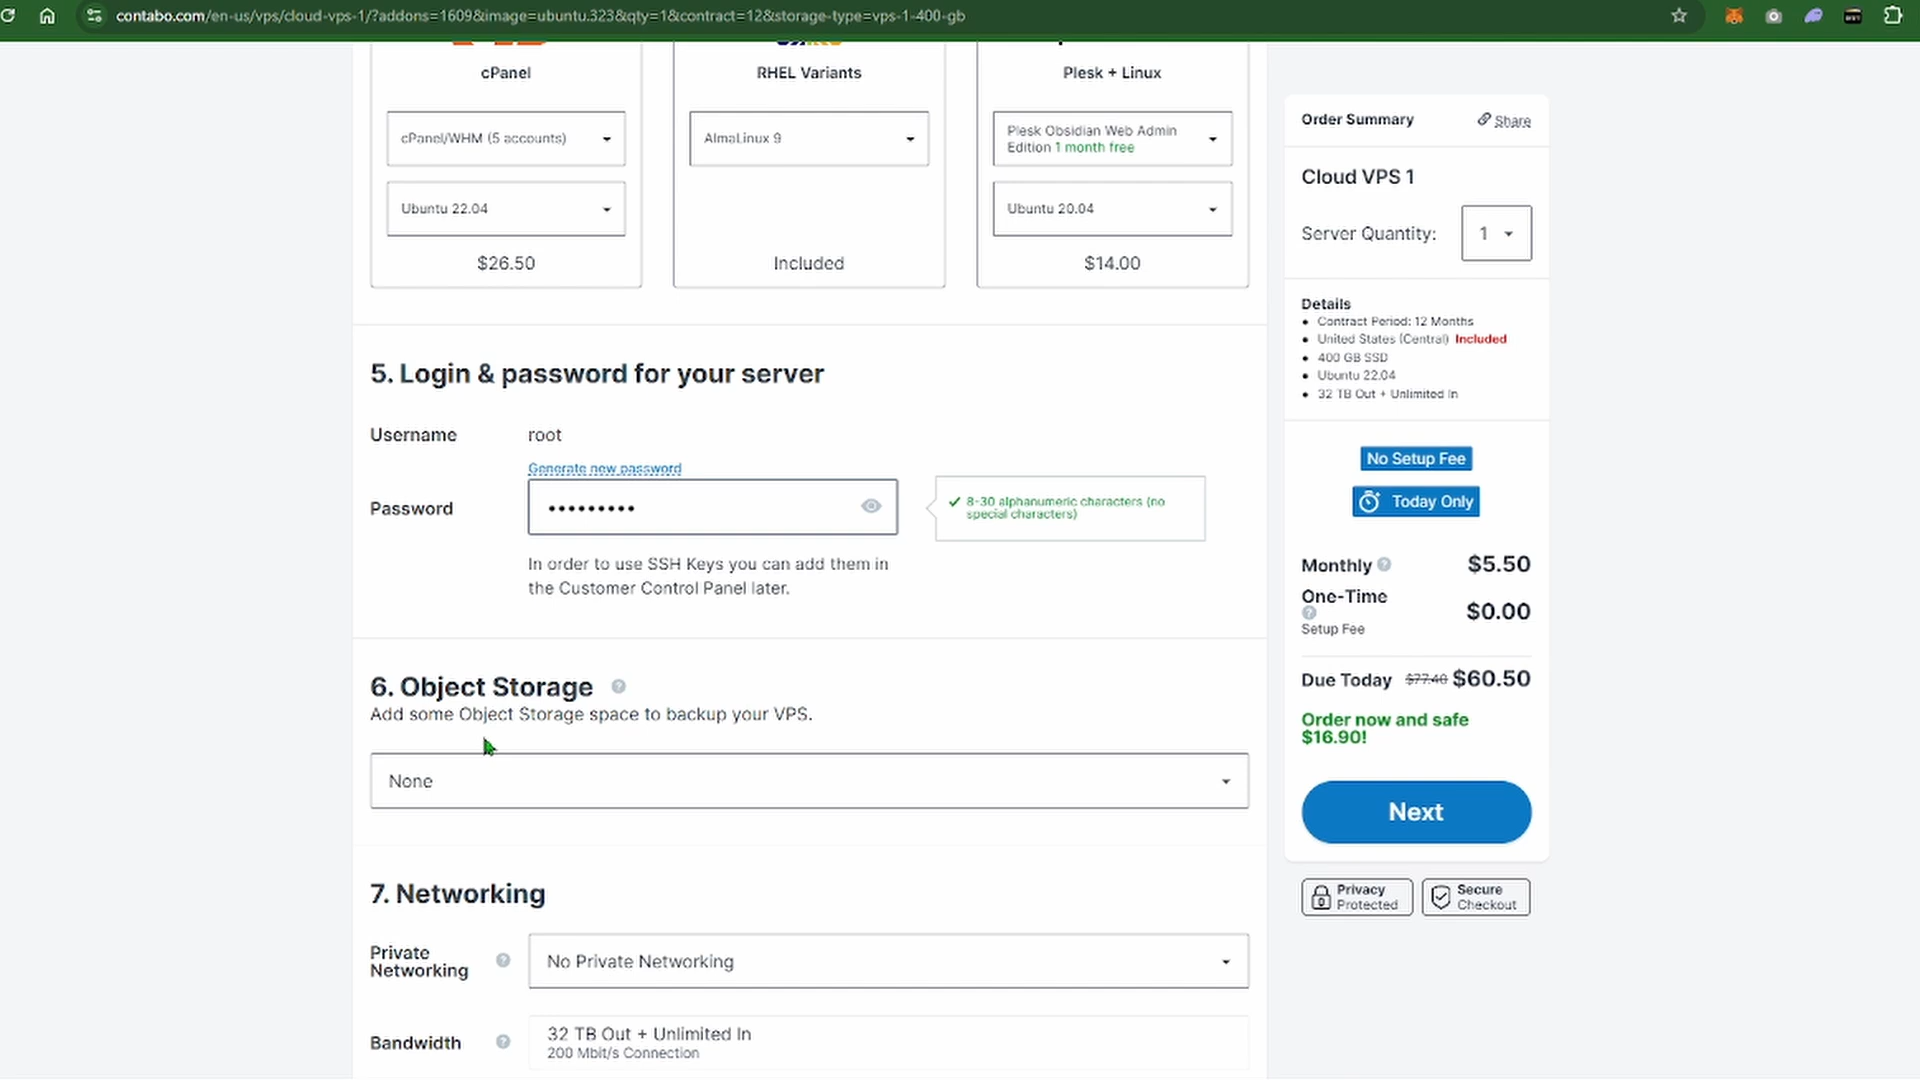 contabo.com/en-us/vps/cloud-vps-1/?addons=1609&image=ubuntu.323&qty=1&contract=12&storage-type=vps-1-400-gb
cPanel
RHEL Variants
Plesk + Linux
cPanel/WHM (5 accounts)
AlmaLinux 9
Plesk Obsidian Web Admin
Edition 1 month free
Ubuntu 22.04
Ubuntu 20.04
$26.50
Included
$14.00
5. Login & password for your server
Username
root
Generate new password
Password
•••••••••
8-30 alphanumeric characters (no
special characters)
In order to use SSH Keys you can add them in
the Customer Control Panel later.
6. Object Storage
Add some Object Storage space to backup your VPS.
None
7. Networking
Private
Networking
No Private Networking
Bandwidth
32 TB Out + Unlimited In
200 Mbit/s Connection
Order Summary
Share
Cloud VPS 1
Server Quantity:
1
Details
• Contract Period: 12 Months
• United States (Central) Included
• 400 GB SSD
• Ubuntu 22.04
• 32 TB Out + Unlimited In
No Setup Fee
Today Only
Monthly
$5.50
One-Time
$0.00
Setup Fee
Due Today $77.40 $60.50
Order now and safe
$16.90!
Next
Privacy
Protected
Secure
Checkout